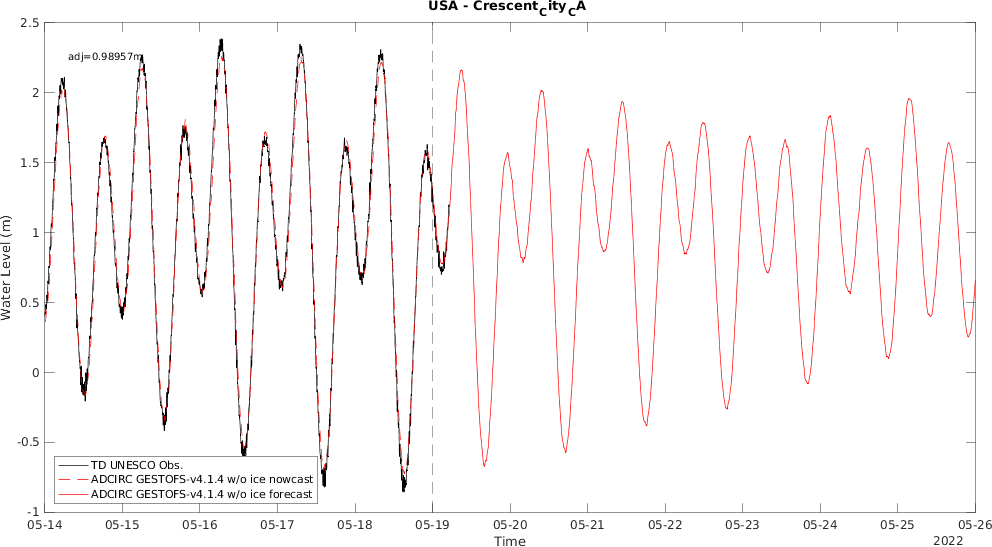 USA - Crescent_City_CA
adj=0.98957m
2.5
2
1.5
1
0.5
0
-0.5
-1
Water Level (m)
TD UNESCO Obs.
ADCIRC GESTOFS-v4.1.4 w/o ice nowcast
ADCIRC GESTOFS-v4.1.4 w/o ice forecast
05-14 05-15 05-16 05-17 05-18 05-19 05-20 05-21 05-22 05-23 05-24 05-25 05-26
Time
2022